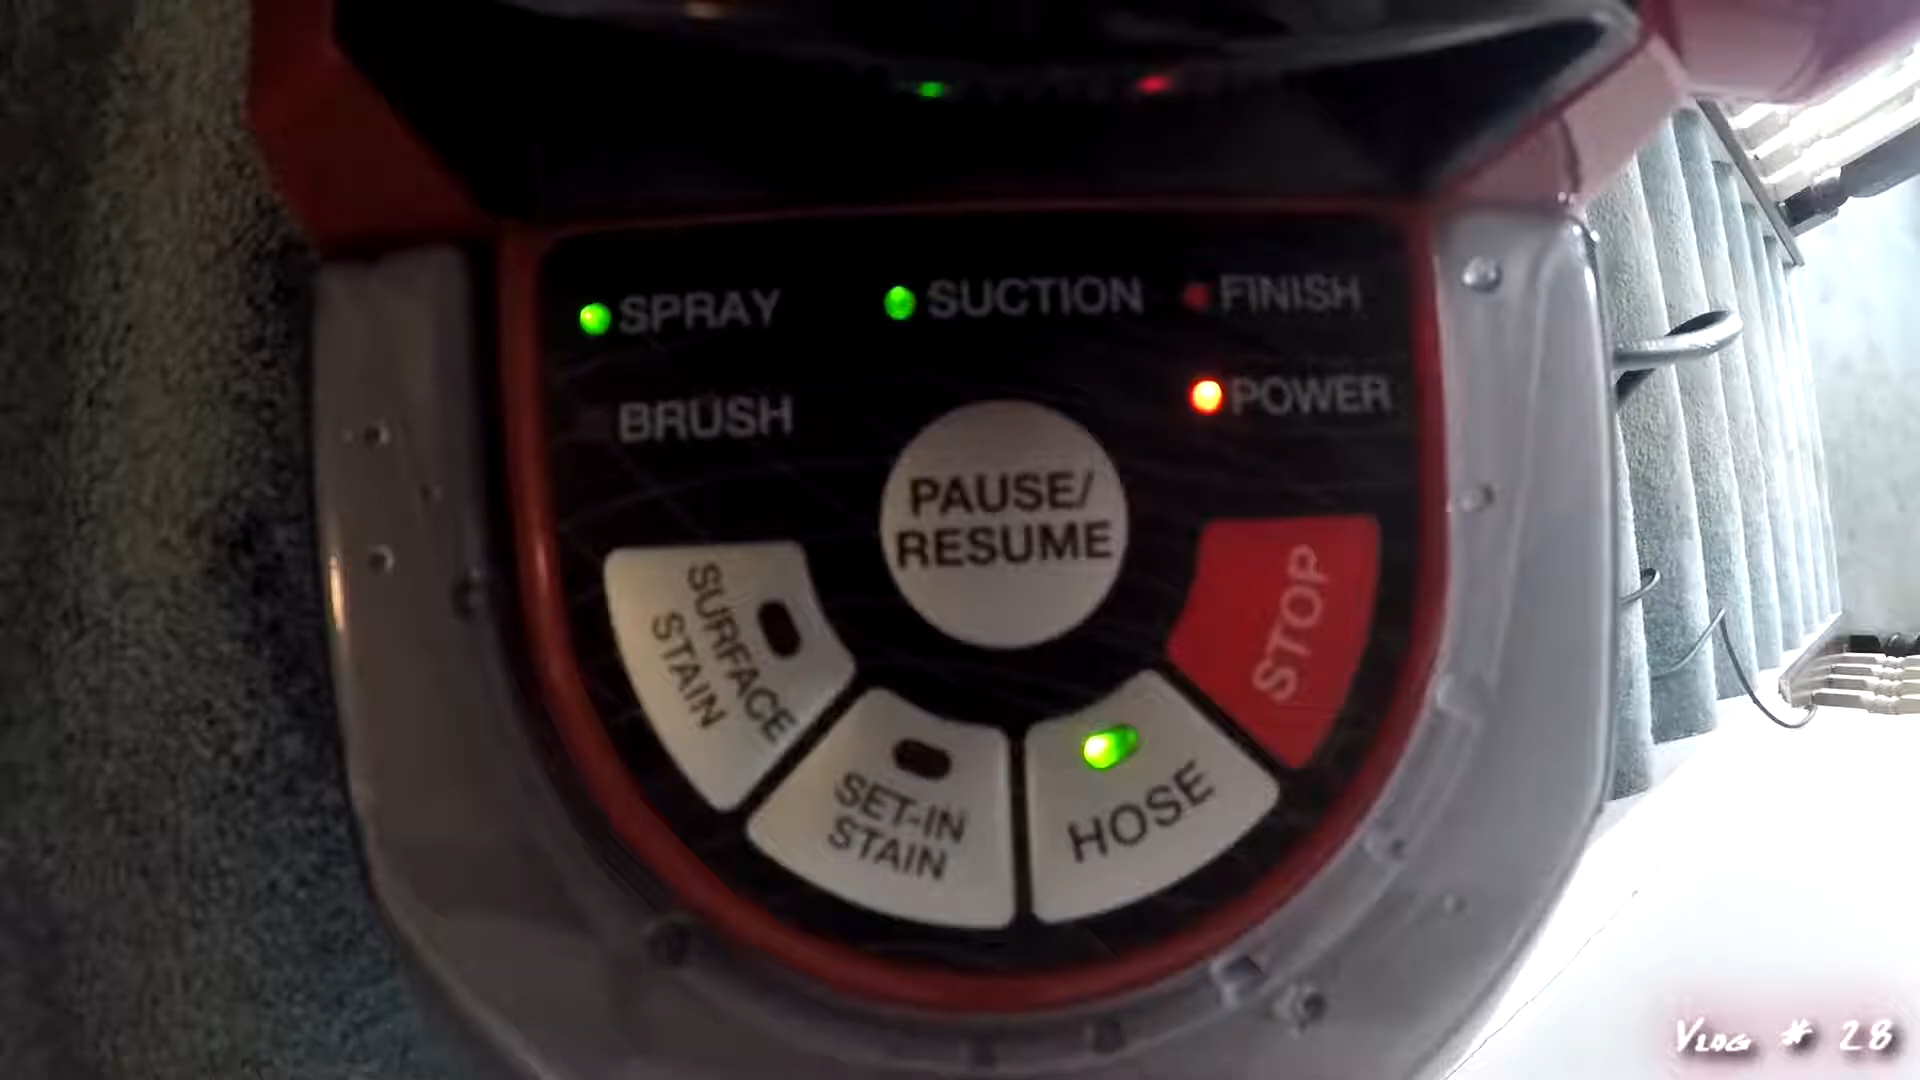 SPRAY
SUCTION
FINISH
BRUSH
POWER
PAUSE/
RESUME
SURFACE
STAIN
SET-IN
STAIN
HOSE
STOP
VLOG # 28